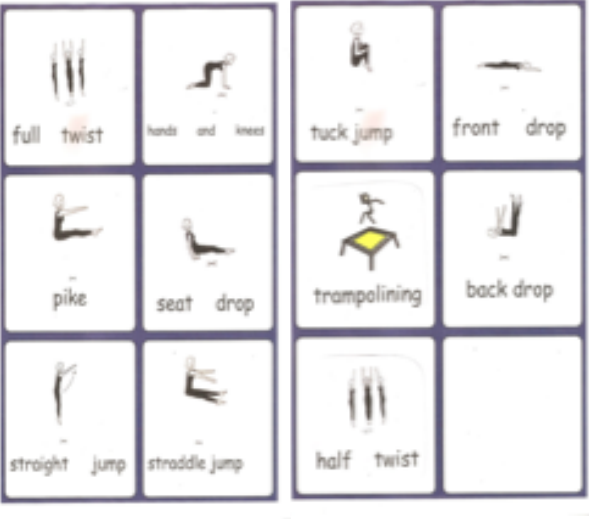 full twist
hands and knees
tuck jump
front drop
pike
seat drop
trampolining
back drop
straight jump
straddle jump
half twist